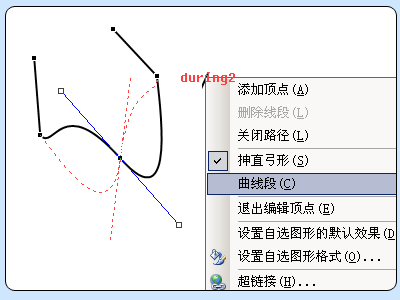 during2
添加顶点(A)
删除线段(L)
关闭路径(L)
抻直弓形(S)
曲线段(C)
退出编辑顶点(E)
设置自选图形的默认效果(D
设置自选图形格式(O)...
超链接(H)...